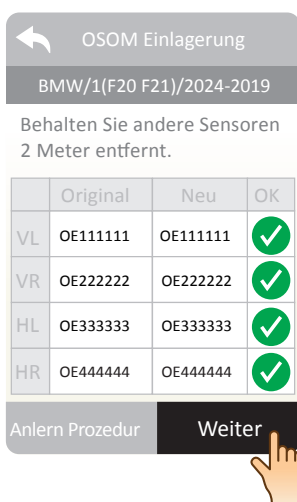 OSOM Einlagerung
BMW/1(F20 F21)/2024-2019
Behalten Sie andere Sensoren
2 Meter entfernt.
Original Neu OK
VL OE111111 OE111111
VR OE222222 OE222222
HL OE333333 OE333333
HR OE444444 OE444444
Anlern Prozedur Weiter